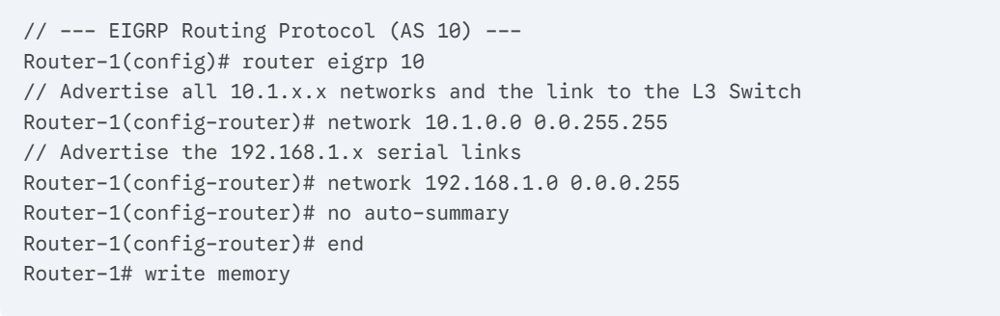 // --- EIGRP Routing Protocol (AS 10) ---
Router-1(config)# router eigrp 10
// Advertise all 10.1.x.x networks and the link to the L3 Switch
Router-1(config-router)# network 10.1.0.0 0.0.255.255
// Advertise the 192.168.1.x serial links
Router-1(config-router)# network 192.168.1.0 0.0.0.255
Router-1(config-router)# no auto-summary
Router-1(config-router)# end
Router-1# write memory